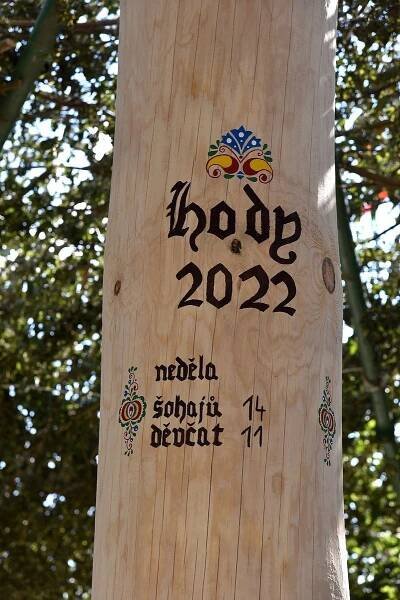 hody
2022
neděla
šohajů 14
děvčat 11